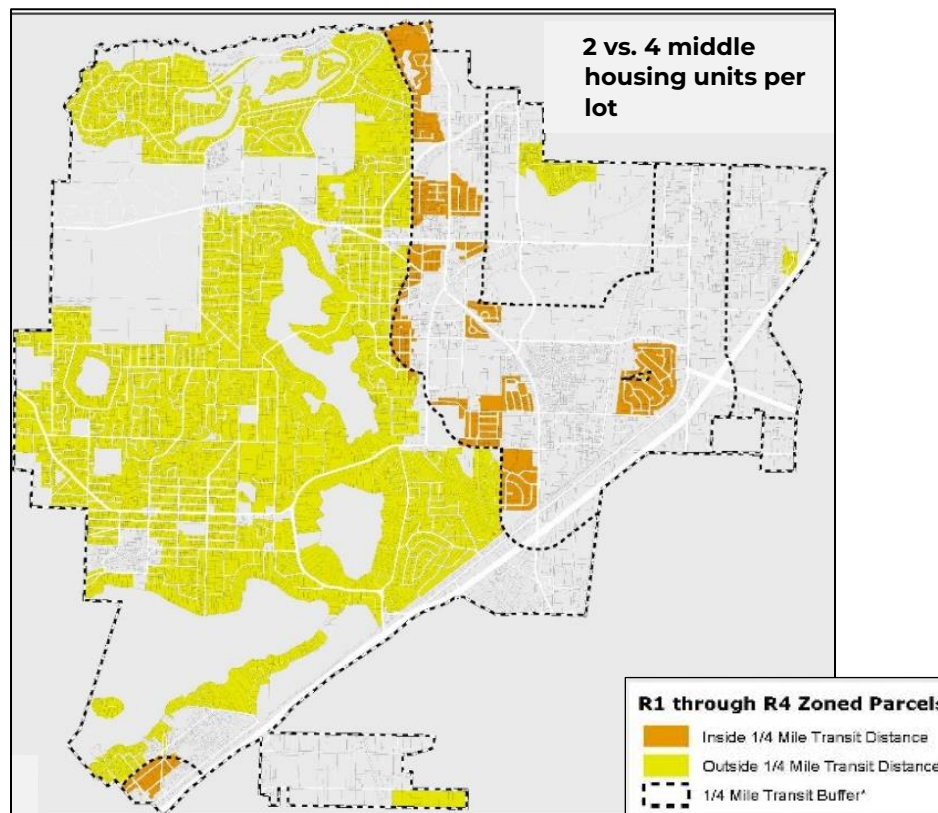 2 vs. 4 middle
housing units per
lot
R1 through R4 Zoned Parcels
Inside 1/4 Mile Transit Distance
Outside 1/4 Mile Transit Distance
1/4 Mile Transit Buffer*